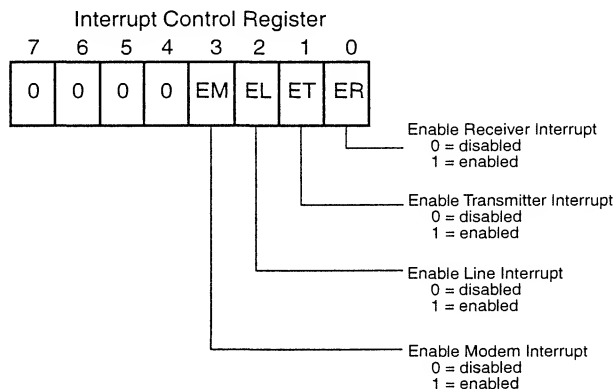 Interrupt Control Register
7 6 5 4 3 2 1 0
0 0 0 0 EM EL ET ER
Enable Receiver Interrupt
0 = disabled
1 = enabled
Enable Transmitter Interrupt
0 = disabled
1 = enabled
Enable Line Interrupt
0 = disabled
1 = enabled
Enable Modem Interrupt
0 = disabled
1 = enabled